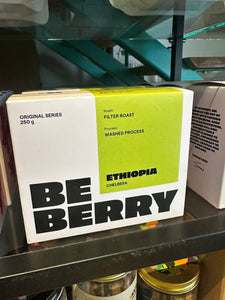 ORIGINAL SERIES
250 g
Roast:
FILTER ROAST
Process:
WASHED PROCESS
ETHIOPIA
CHELBESA
BE
BERRY